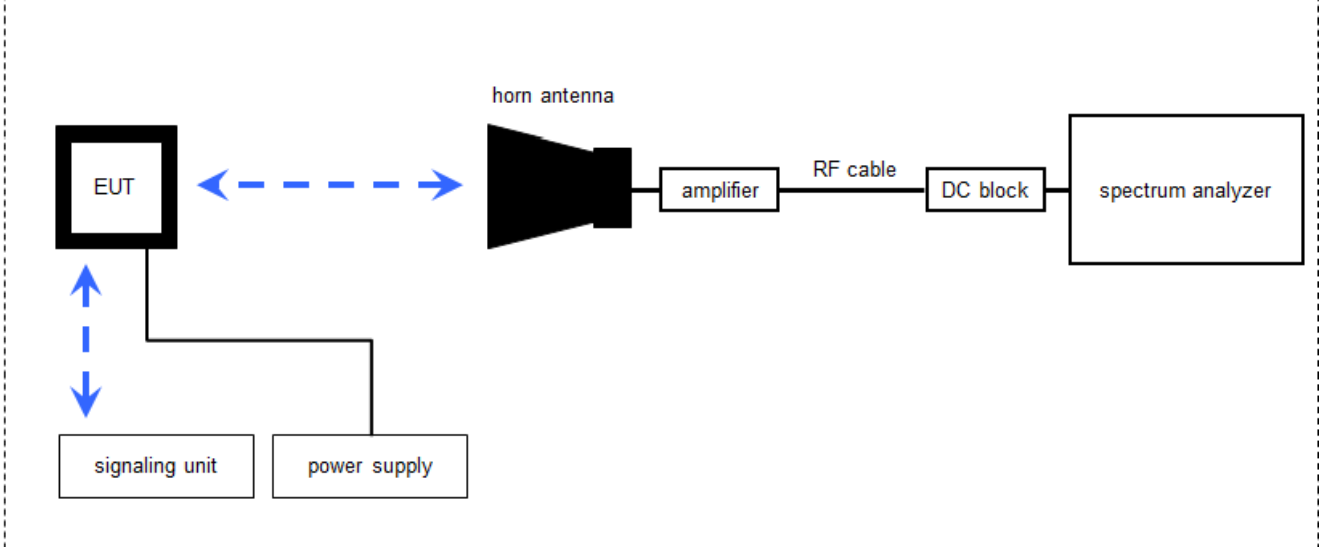 horn antenna
EUT
amplifier
RF cable
DC block
spectrum analyzer
signaling unit
power supply